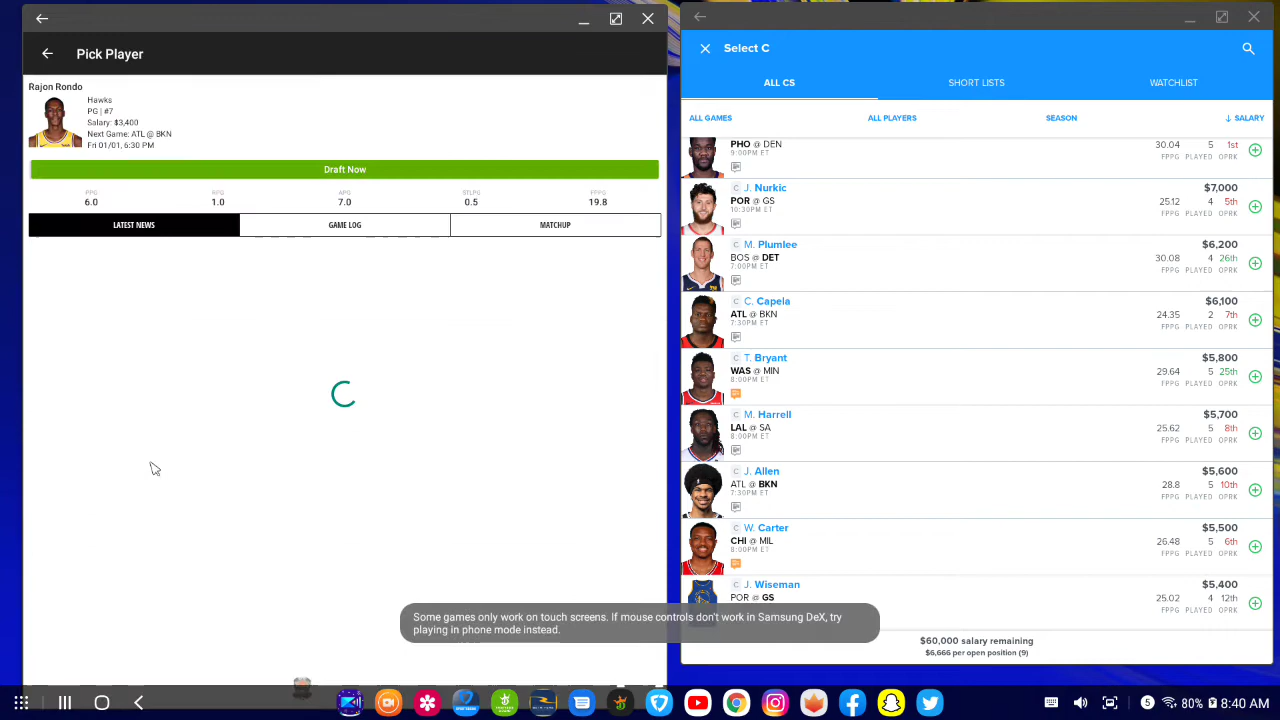 Pick Player
Rajon Rondo
Hawks
PG | #7
Salary: $3,400
Next Game: ATL @ BKN
Fri 01/01, 6:30 PM
Draft Now
PPG RPG APG STLPG FPPG
6.0 1.0 7.0 0.5 19.8
LATEST NEWS GAME LOG MATCHUP
Select C
ALL CS SHORT LISTS WATCHLIST
ALL GAMES ALL PLAYERS SEASON ↓ SALARY
PHO @ DEN 30.04 5 1st
9:00PM ET FPPG PLAYED OPRK
C J. Nurkic $7,000
POR @ GS 25.12 4 5th
10:30PM ET FPPG PLAYED OPRK
C M. Plumlee $6,200
BOS @ DET 30.08 4 26th
7:00PM ET FPPG PLAYED OPRK
C C. Capela $6,100
ATL @ BKN 24.35 2 7th
7:30PM ET FPPG PLAYED OPRK
C T. Bryant $5,800
WAS @ MIN 29.64 5 25th
8:00PM ET FPPG PLAYED OPRK
C M. Harrell $5,700
LAL @ SA 25.62 5 8th
8:00PM ET FPPG PLAYED OPRK
C J. Allen $5,600
ATL @ BKN 28.8 5 10th
7:30PM ET FPPG PLAYED OPRK
C W. Carter $5,500
CHI @ MIL 26.48 5 6th
8:00PM ET FPPG PLAYED OPRK
C J. Wiseman $5,400
POR @ GS 25.02 4 12th
FPPG PLAYED OPRK
$60,000 salary remaining
$6,666 per open position (9)
Some games only work on touch screens. If mouse controls don't work in Samsung DeX, try
playing in phone mode instead.
5 80% 8:48 AM